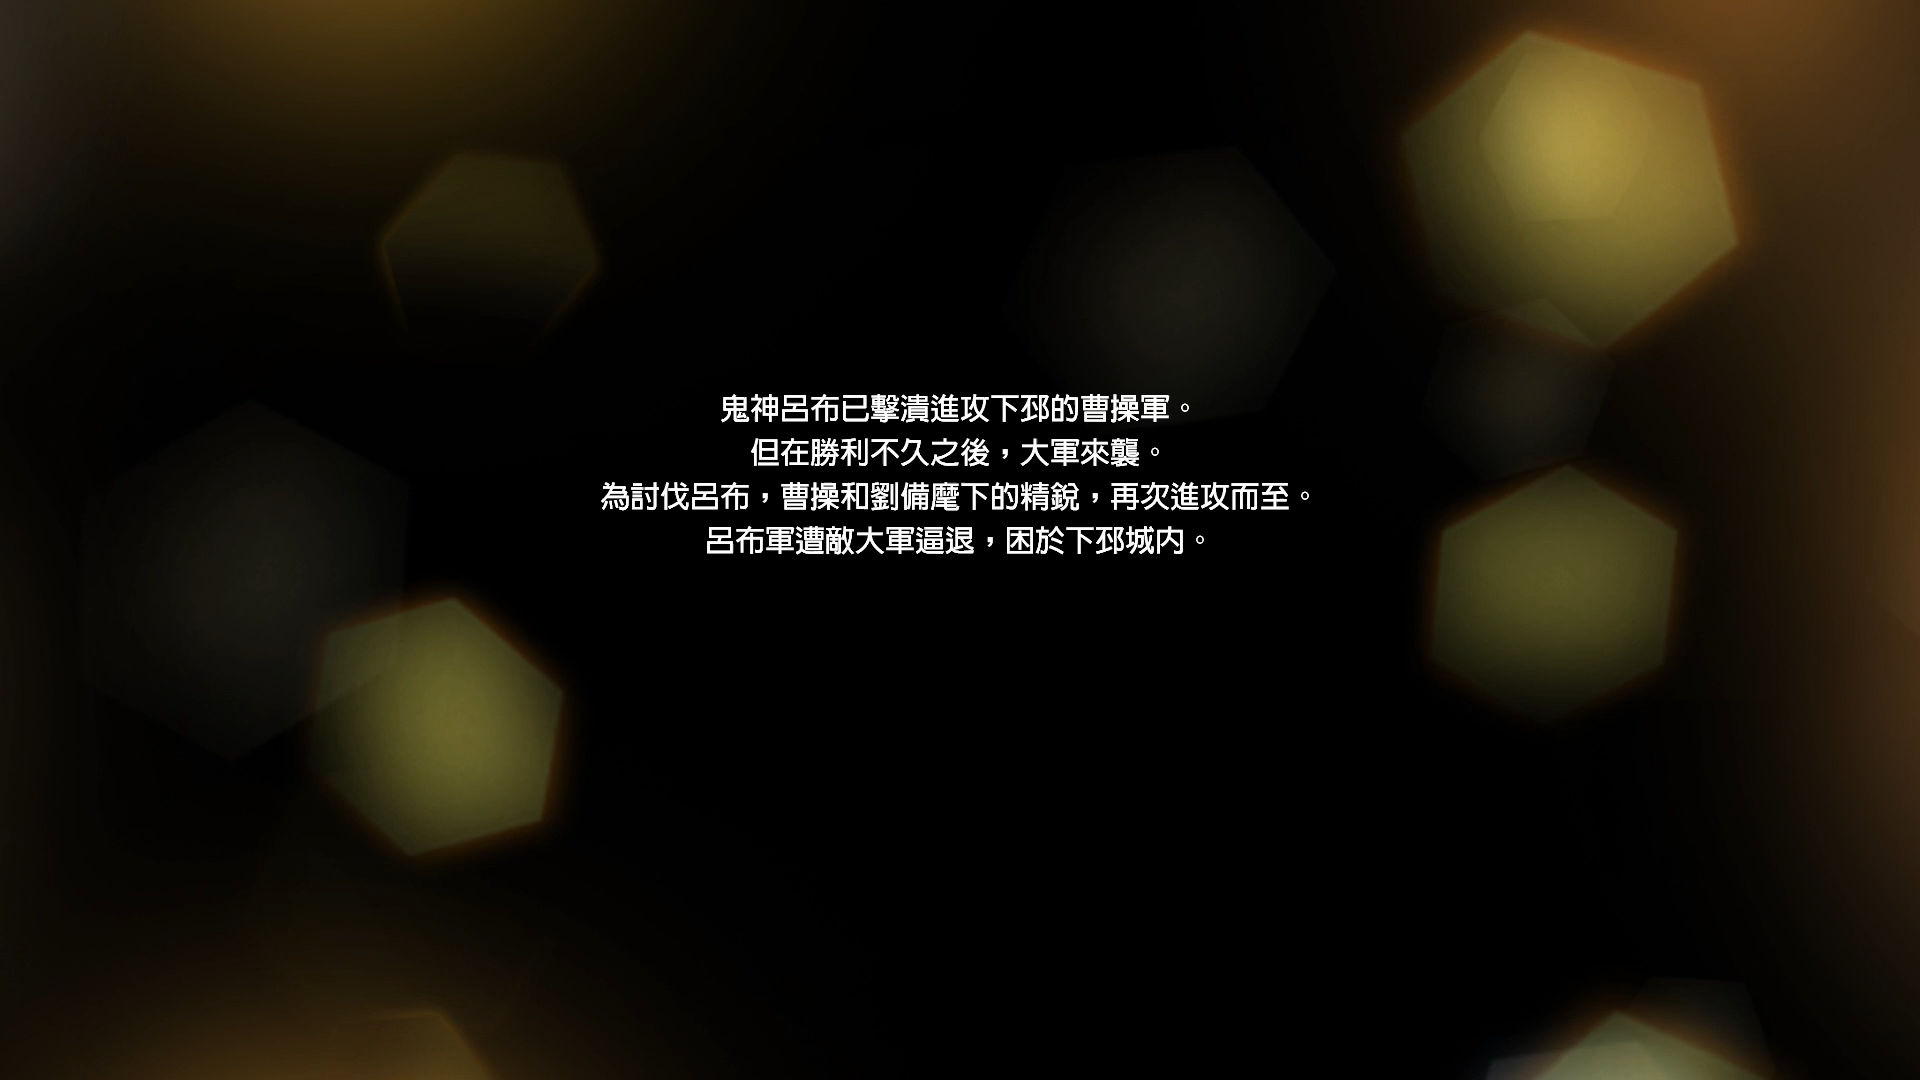 鬼神呂布已擊潰進攻下邳的曹操軍。
但在勝利不久之後，大軍來襲。
為討伐呂布，曹操和劉備麾下的精銳，再次進攻而至。
呂布軍遭敵大軍逼退，困於下邳城內。